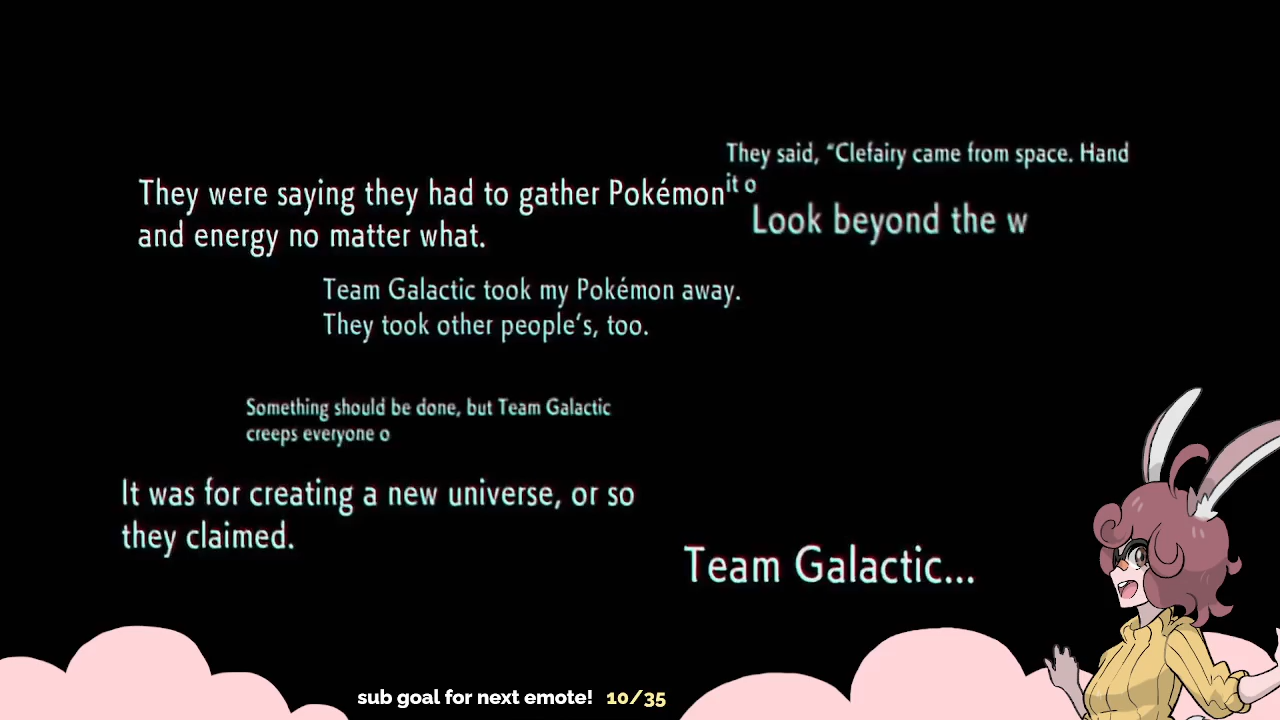 They said, “Clefairy came from space. Hand
it o
They were saying they had to gather Pokémon
and energy no matter what.
Look beyond the w
Team Galactic took my Pokémon away.
They took other people’s, too.
Something should be done, but Team Galactic
creeps everyone o
It was for creating a new universe, or so
they claimed.
Team Galactic...
sub goal for next emote! 10/35